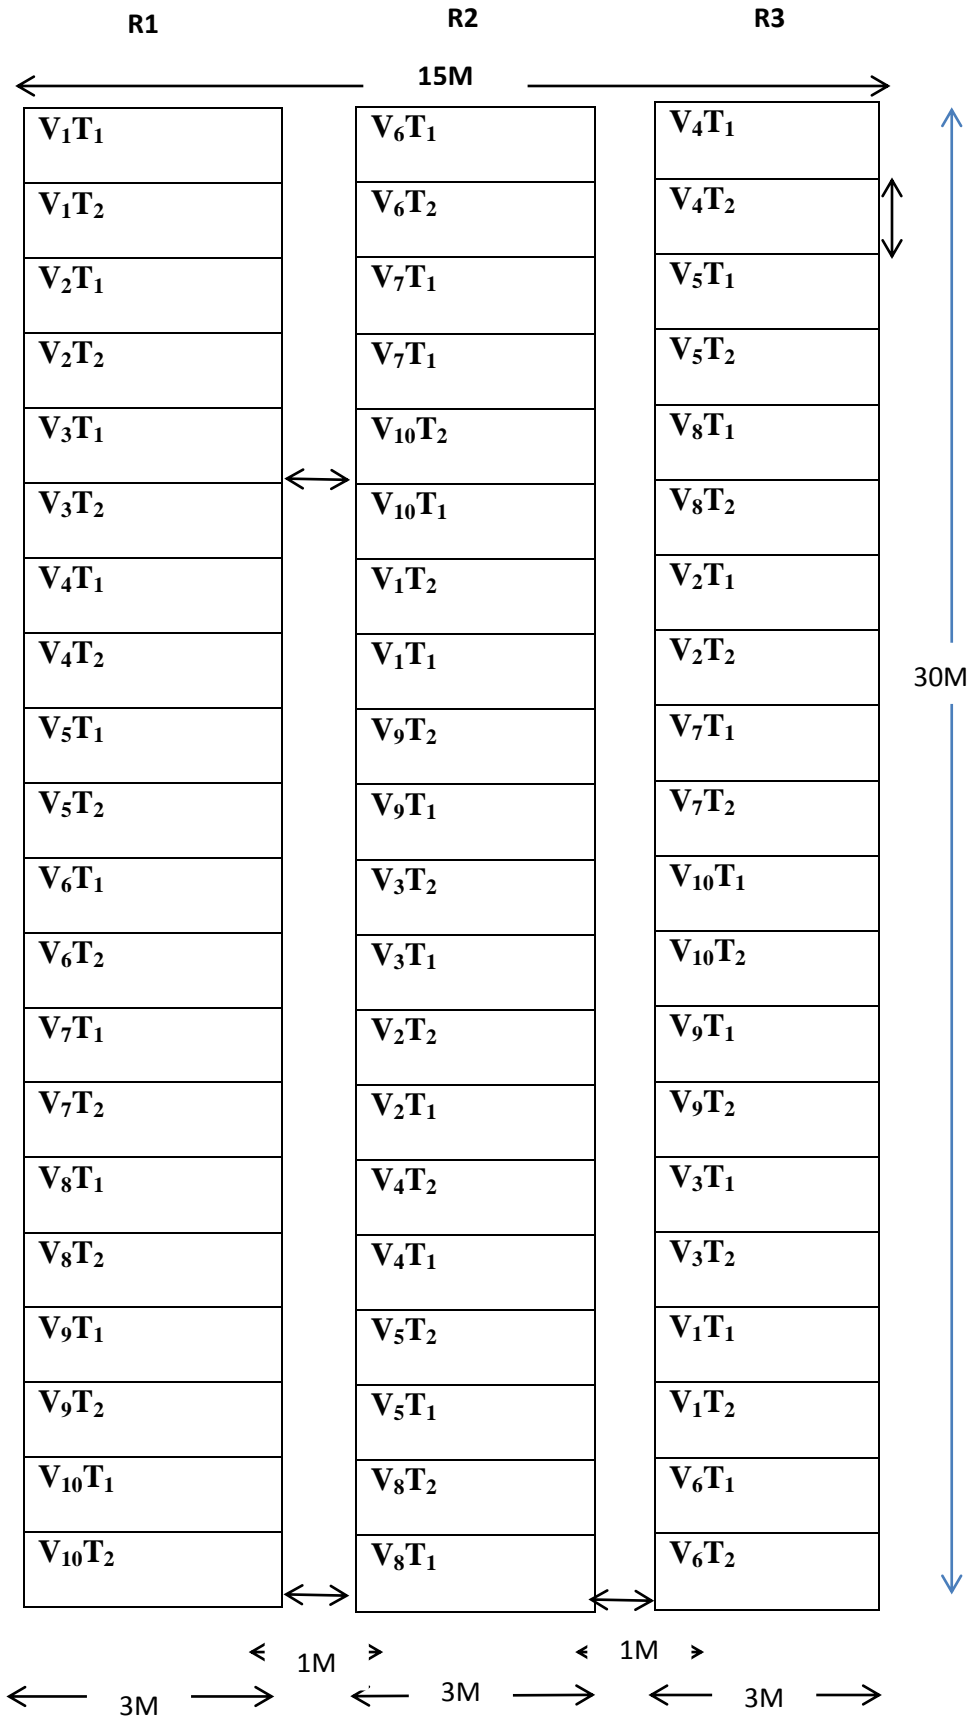 R1 R2 R3
15M
V₁T₁ V₆T₁ V₄T₁
V₁T₂ V₆T₂ V₄T₂
V₂T₁ V₇T₁ V₅T₁
V₂T₂ V₇T₁ V₅T₂
V₃T₁ V₁₀T₂ V₈T₁
V₃T₂ V₁₀T₁ V₈T₂
V₄T₁ V₁T₂ V₂T₁
V₄T₂ V₁T₁ V₂T₂
30M
V₅T₁ V₉T₂ V₇T₁
V₅T₂ V₉T₁ V₇T₂
V₆T₁ V₃T₂ V₁₀T₁
V₆T₂ V₃T₁ V₁₀T₂
V₇T₁ V₂T₂ V₉T₁
V₇T₂ V₂T₁ V₉T₂
V₈T₁ V₄T₂ V₃T₁
V₈T₂ V₄T₁ V₃T₂
V₉T₁ V₅T₂ V₁T₁
V₉T₂ V₅T₁ V₁T₂
V₁₀T₁ V₈T₂ V₆T₁
V₁₀T₂ V₈T₁ V₆T₂
1M 1M
3M 3M 3M